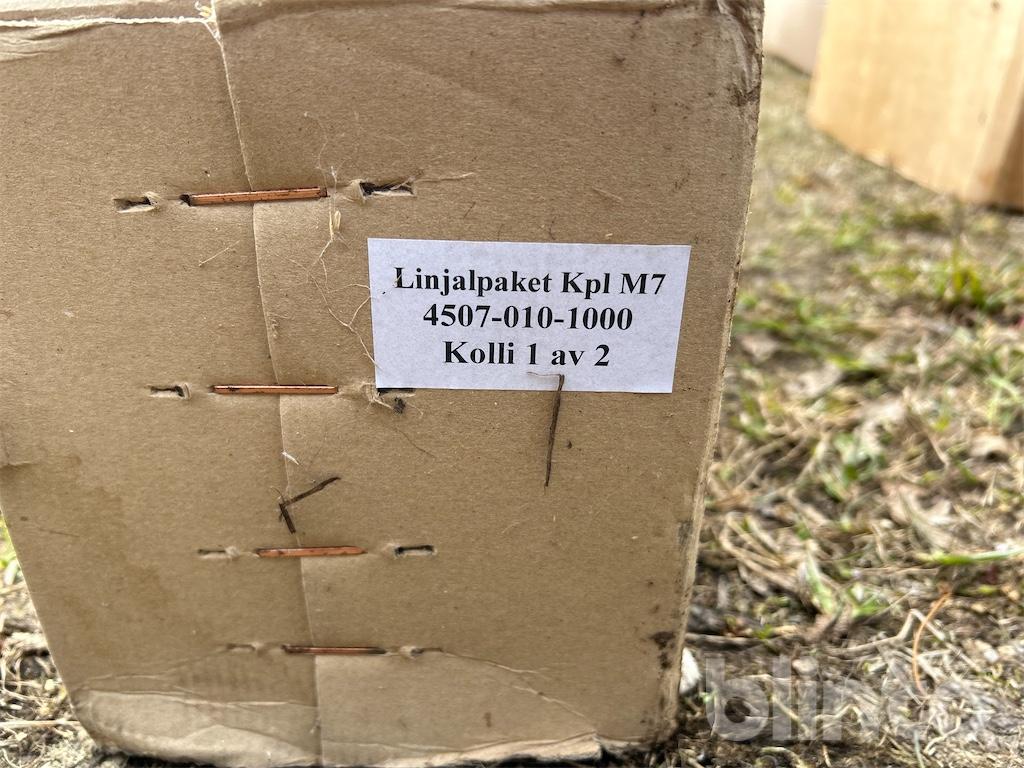 Linjalpaket Kpl M7
4507-010-1000
Kolli 1 av 2